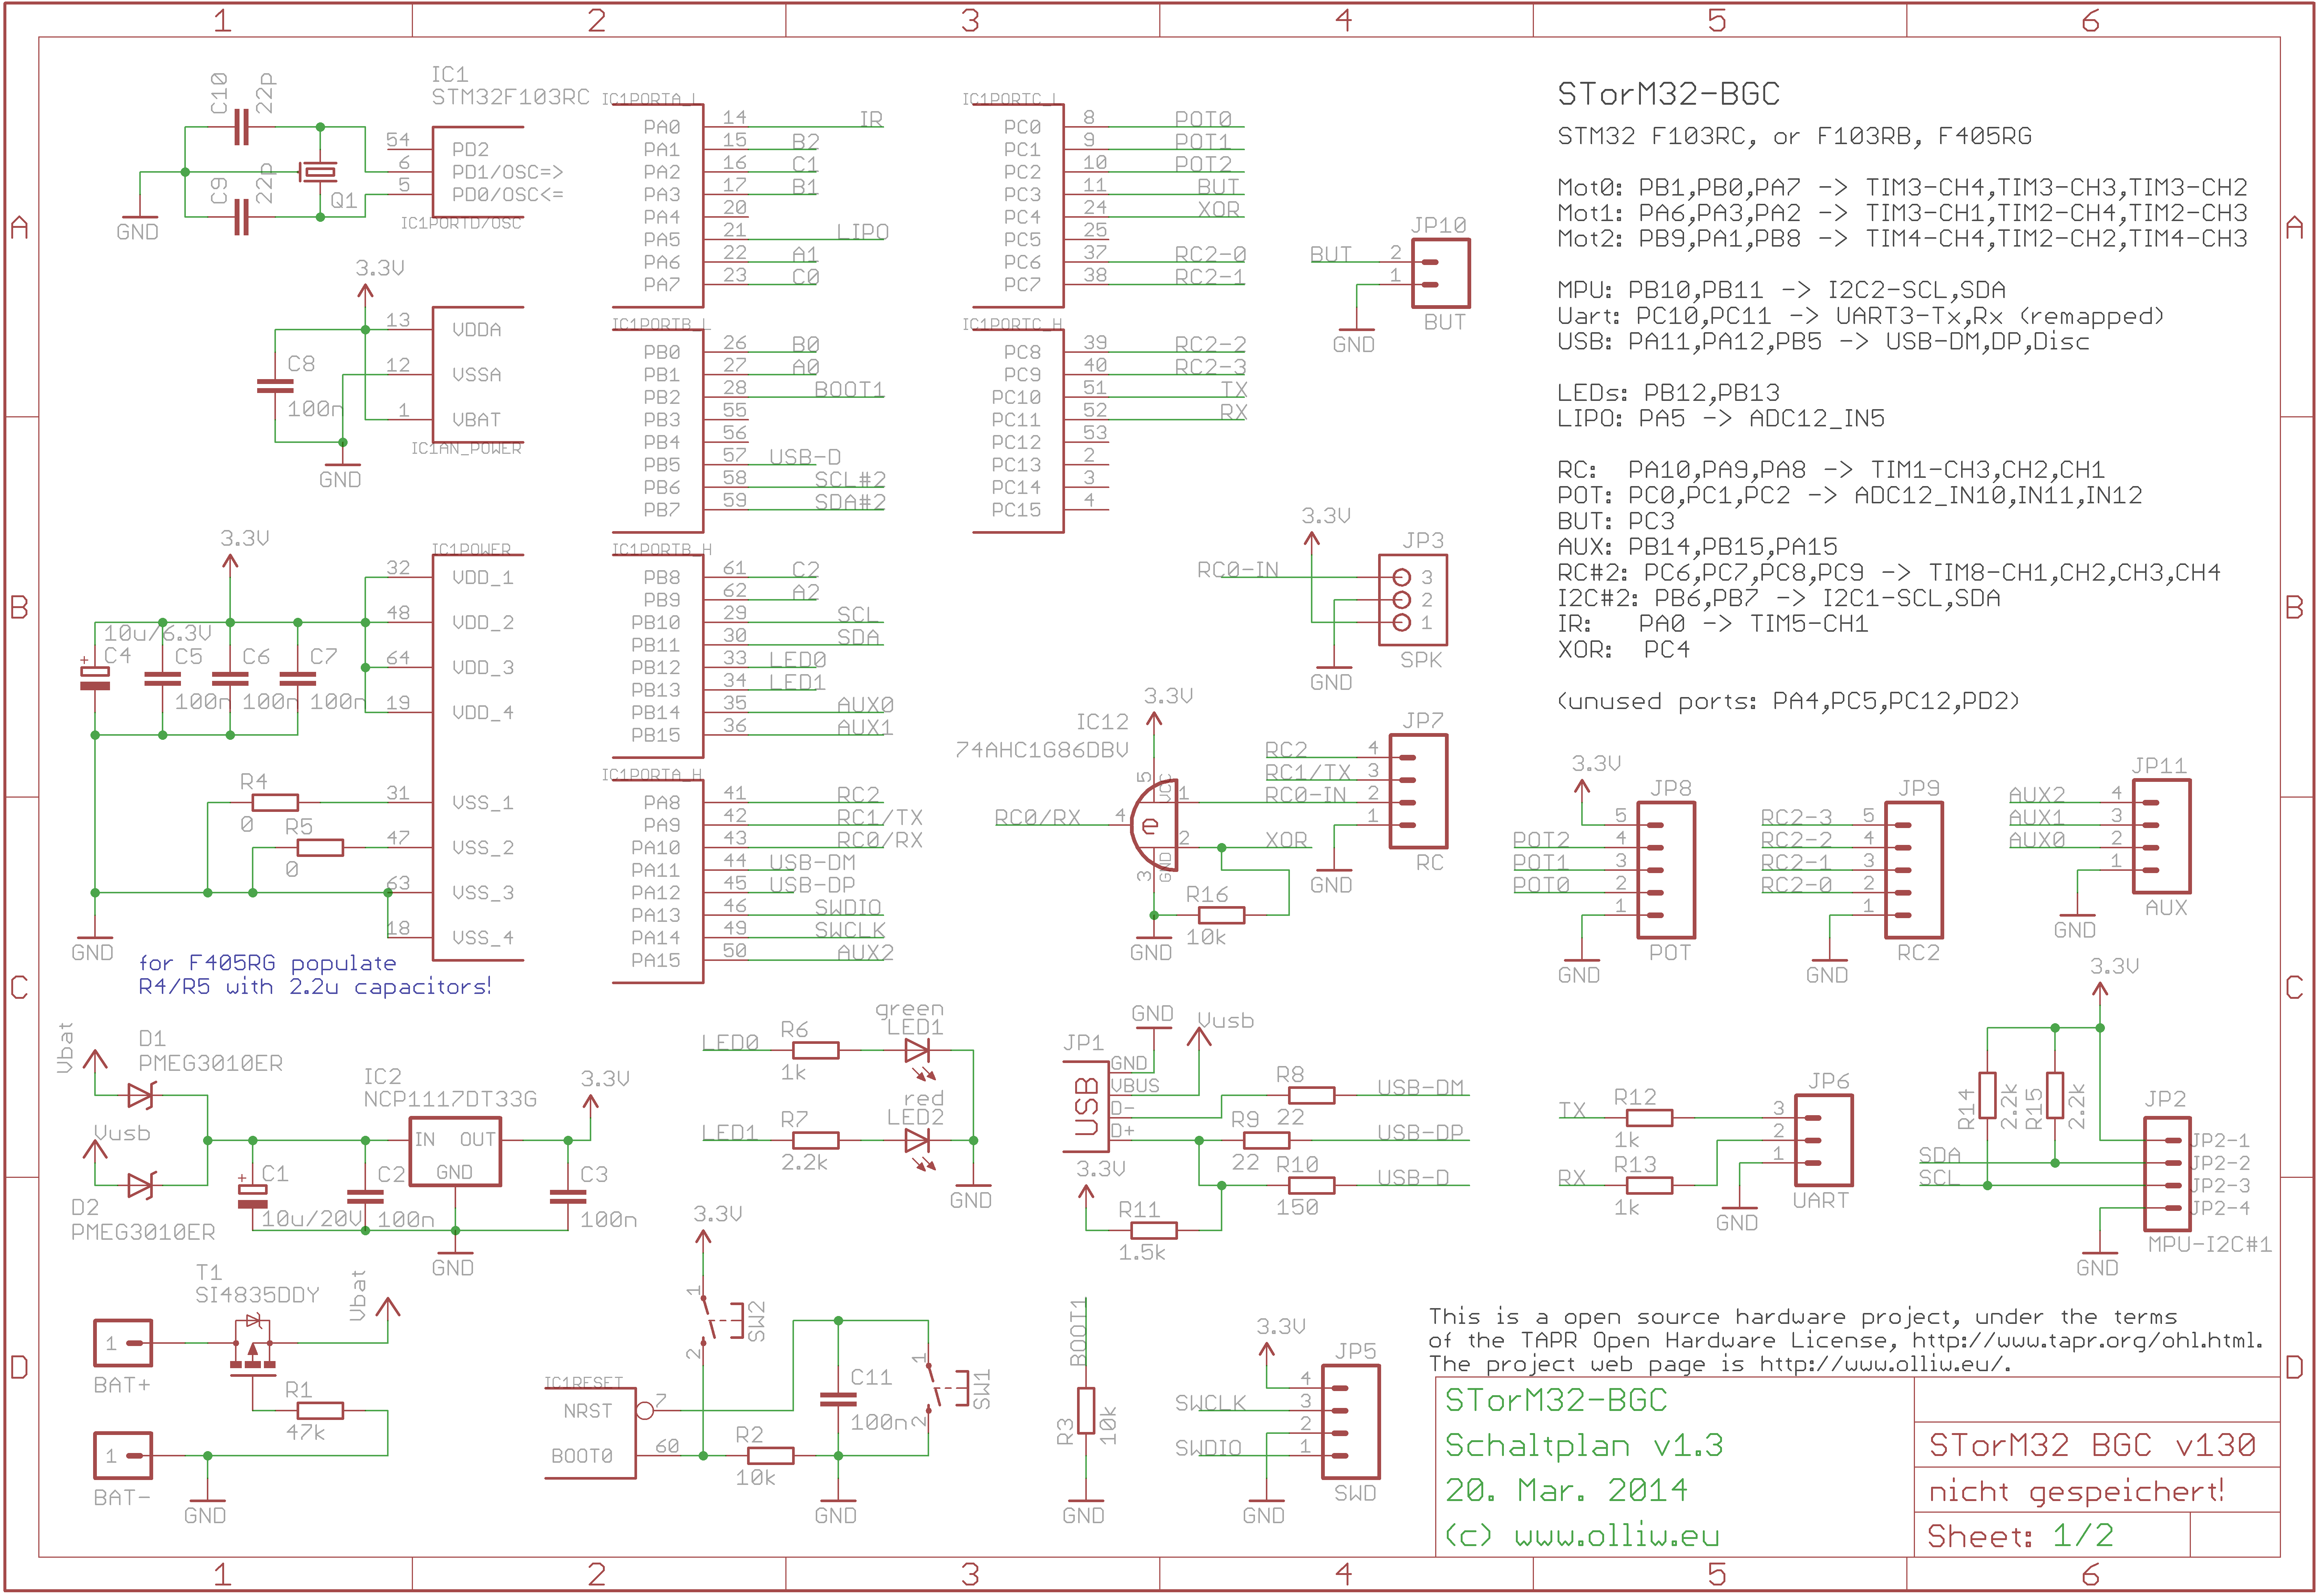 1 2 3 4 5 6
A
B
C
D
A
B
C
D
C10
22P
C9
22P
Q1
GND
IC1
STM32F103RC
54 PD2
6 PD1/OSC=>
5 PD0/OSC<=
IC1PORTD/OSC
3.3V
13 VDDA
12 VSSA
1 VBAT
IC1AN_POWER
C8
100n
GND
IC1PORTA_L
PA0 14 IR
PA1 15 B2
PA2 16 C1
PA3 17 B1
PA4 20
PA5 21 LIPO
PA6 22 A1
PA7 23 C0
IC1PORTB_L
PB0 26 B0
PB1 27 A0
PB2 28 BOOT1
PB3 55
PB4 56
PB5 57 USB-D
PB6 58 SCL#2
PB7 59 SDA#2
IC1PORTB_H
PB8 61 C2
PB9 62 A2
PB10 29 SCL
PB11 30 SDA
PB12 33 LED0
PB13 34 LED1
PB14 35 AUX0
PB15 36 AUX1
IC1PORTA_H
PA8 41 RC2
PA9 42 RC1/TX
PA10 43 RC0/RX
PA11 44 USB-DM
PA12 45 USB-DP
PA13 46 SWDIO
PA14 49 SWCLK
PA15 50 AUX2
IC1PORTC_L
PC0 8 POT0
PC1 9 POT1
PC2 10 POT2
PC3 11 BUT
PC4 24 XOR
PC5 25
PC6 37 RC2-0
PC7 38 RC2-1
IC1PORTC_H
PC8 39 RC2-2
PC9 40 RC2-3
PC10 51 TX
PC11 52 RX
PC12 53
PC13 2
PC14 3
PC15 4
JP10
BUT 2
1
BUT
GND
STorM32-BGC
STM32 F103RC, or F103RB, F405RG
Mot0: PB1,PB0,PA7 -> TIM3-CH4,TIM3-CH3,TIM3-CH2
Mot1: PA6,PA3,PA2 -> TIM3-CH1,TIM2-CH4,TIM2-CH3
Mot2: PB9,PA1,PB8 -> TIM4-CH4,TIM2-CH2,TIM4-CH3
MPU: PB10,PB11 -> I2C2-SCL,SDA
Uart: PC10,PC11 -> UART3-Tx,Rx (remapped)
USB: PA11,PA12,PB5 -> USB-DM,DP,Disc
LEDs: PB12,PB13
LIPO: PA5 -> ADC12_IN5
RC: PA10,PA9,PA8 -> TIM1-CH3,CH2,CH1
POT: PC0,PC1,PC2 -> ADC12_IN10,IN11,IN12
BUT: PC3
AUX: PB14,PB15,PA15
RC#2: PC6,PC7,PC8,PC9 -> TIM8-CH1,CH2,CH3,CH4
I2C#2: PB6,PB7 -> I2C1-SCL,SDA
IR: PA0 -> TIM5-CH1
XOR: PC4
(unused ports: PA4,PC5,PC12,PD2)
3.3V
IC1POWER
32 VDD_1
48 VDD_2
64 VDD_3
19 VDD_4
31 VSS_1
47 VSS_2
63 VSS_3
18 VSS_4
10u/6.3V
C4 C5 C6 C7
100n 100n 100n
R4
0
R5
0
GND
for F405RG populate
R4/R5 with 2.2u capacitors!
3.3V
JP3
RC0-IN 3
2
1
SPK
GND
3.3V
IC12
74AHC1G86DBV
5 VCC
1
RC0/RX 4 e
2 XOR
3 GND
R16
10k
GND
JP7
RC2 4
RC1/TX 3
RC0-IN 2
1
RC
GND
3.3V
JP8
5
POT2 4
POT1 3
POT0 2
1
POT
GND
JP9
RC2-3 5
RC2-2 4
RC2-1 3
RC2-0 2
1
RC2
GND
JP11
AUX2 4
AUX1 3
AUX0 2
1
AUX
GND
Vbat
D1
PMEG3010ER
Vusb
D2
PMEG3010ER
IC2
NCP1117DT33G
IN OUT
GND
3.3V
C1
10u/20V
C2
100n
C3
100n
GND
LED0 R6
1k
green
LED1
LED1 R7
2.2k
red
LED2
GND
GND
Vusb
JP1
USB
GND
VBUS
D-
D+
R8
22
USB-DM
R9
22
USB-DP
R10
150
USB-D
3.3V
R11
1.5k
TX R12
1k
RX R13
1k
JP6
3
2
1
UART
GND
3.3V
R14
2.2k
R15
2.2k
JP2
JP2-1
SDA JP2-2
SCL JP2-3
JP2-4
MPU-I2C#1
GND
T1
SI4835DDY
Vbat
1
BAT+
R1
47k
1
BAT-
GND
3.3V
1
2
SW2
IC1RESET
NRST 7
BOOT0 60
R2
10k
C11
100n
1
2
SW1
GND
BOOT1
R3
10k
GND
3.3V
JP5
4
SWCLK 3
2
SWDIO 1
SWD
GND
This is a open source hardware project, under the terms
of the TAPR Open Hardware License, http://www.tapr.org/ohl.html.
The project web page is http://www.olliw.eu/.
STorM32-BGC
Schaltplan v1.3
20. Mar. 2014
(c) www.olliw.eu
STorM32 BGC v130
nicht gespeichert!
Sheet: 1/2
1 2 3 4 5 6